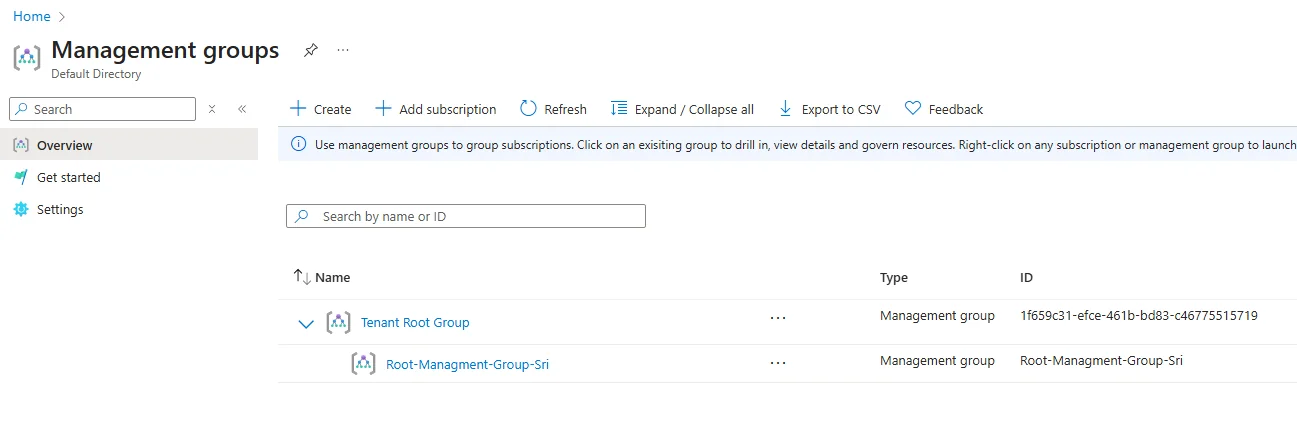 Home
Management groups
Default Directory
Search
Create
Add subscription
Refresh
Expand / Collapse all
Export to CSV
Feedback
Overview
Get started
Settings
Use management groups to group subscriptions. Click on an exisiting group to drill in, view details and govern resources. Right-click on any subscription or management group to launch
Search by name or ID
Name Type ID
Tenant Root Group ... Management group 1f659c31-efce-461b-bd83-c46775515719
Root-Managment-Group-Sri ... Management group Root-Managment-Group-Sri